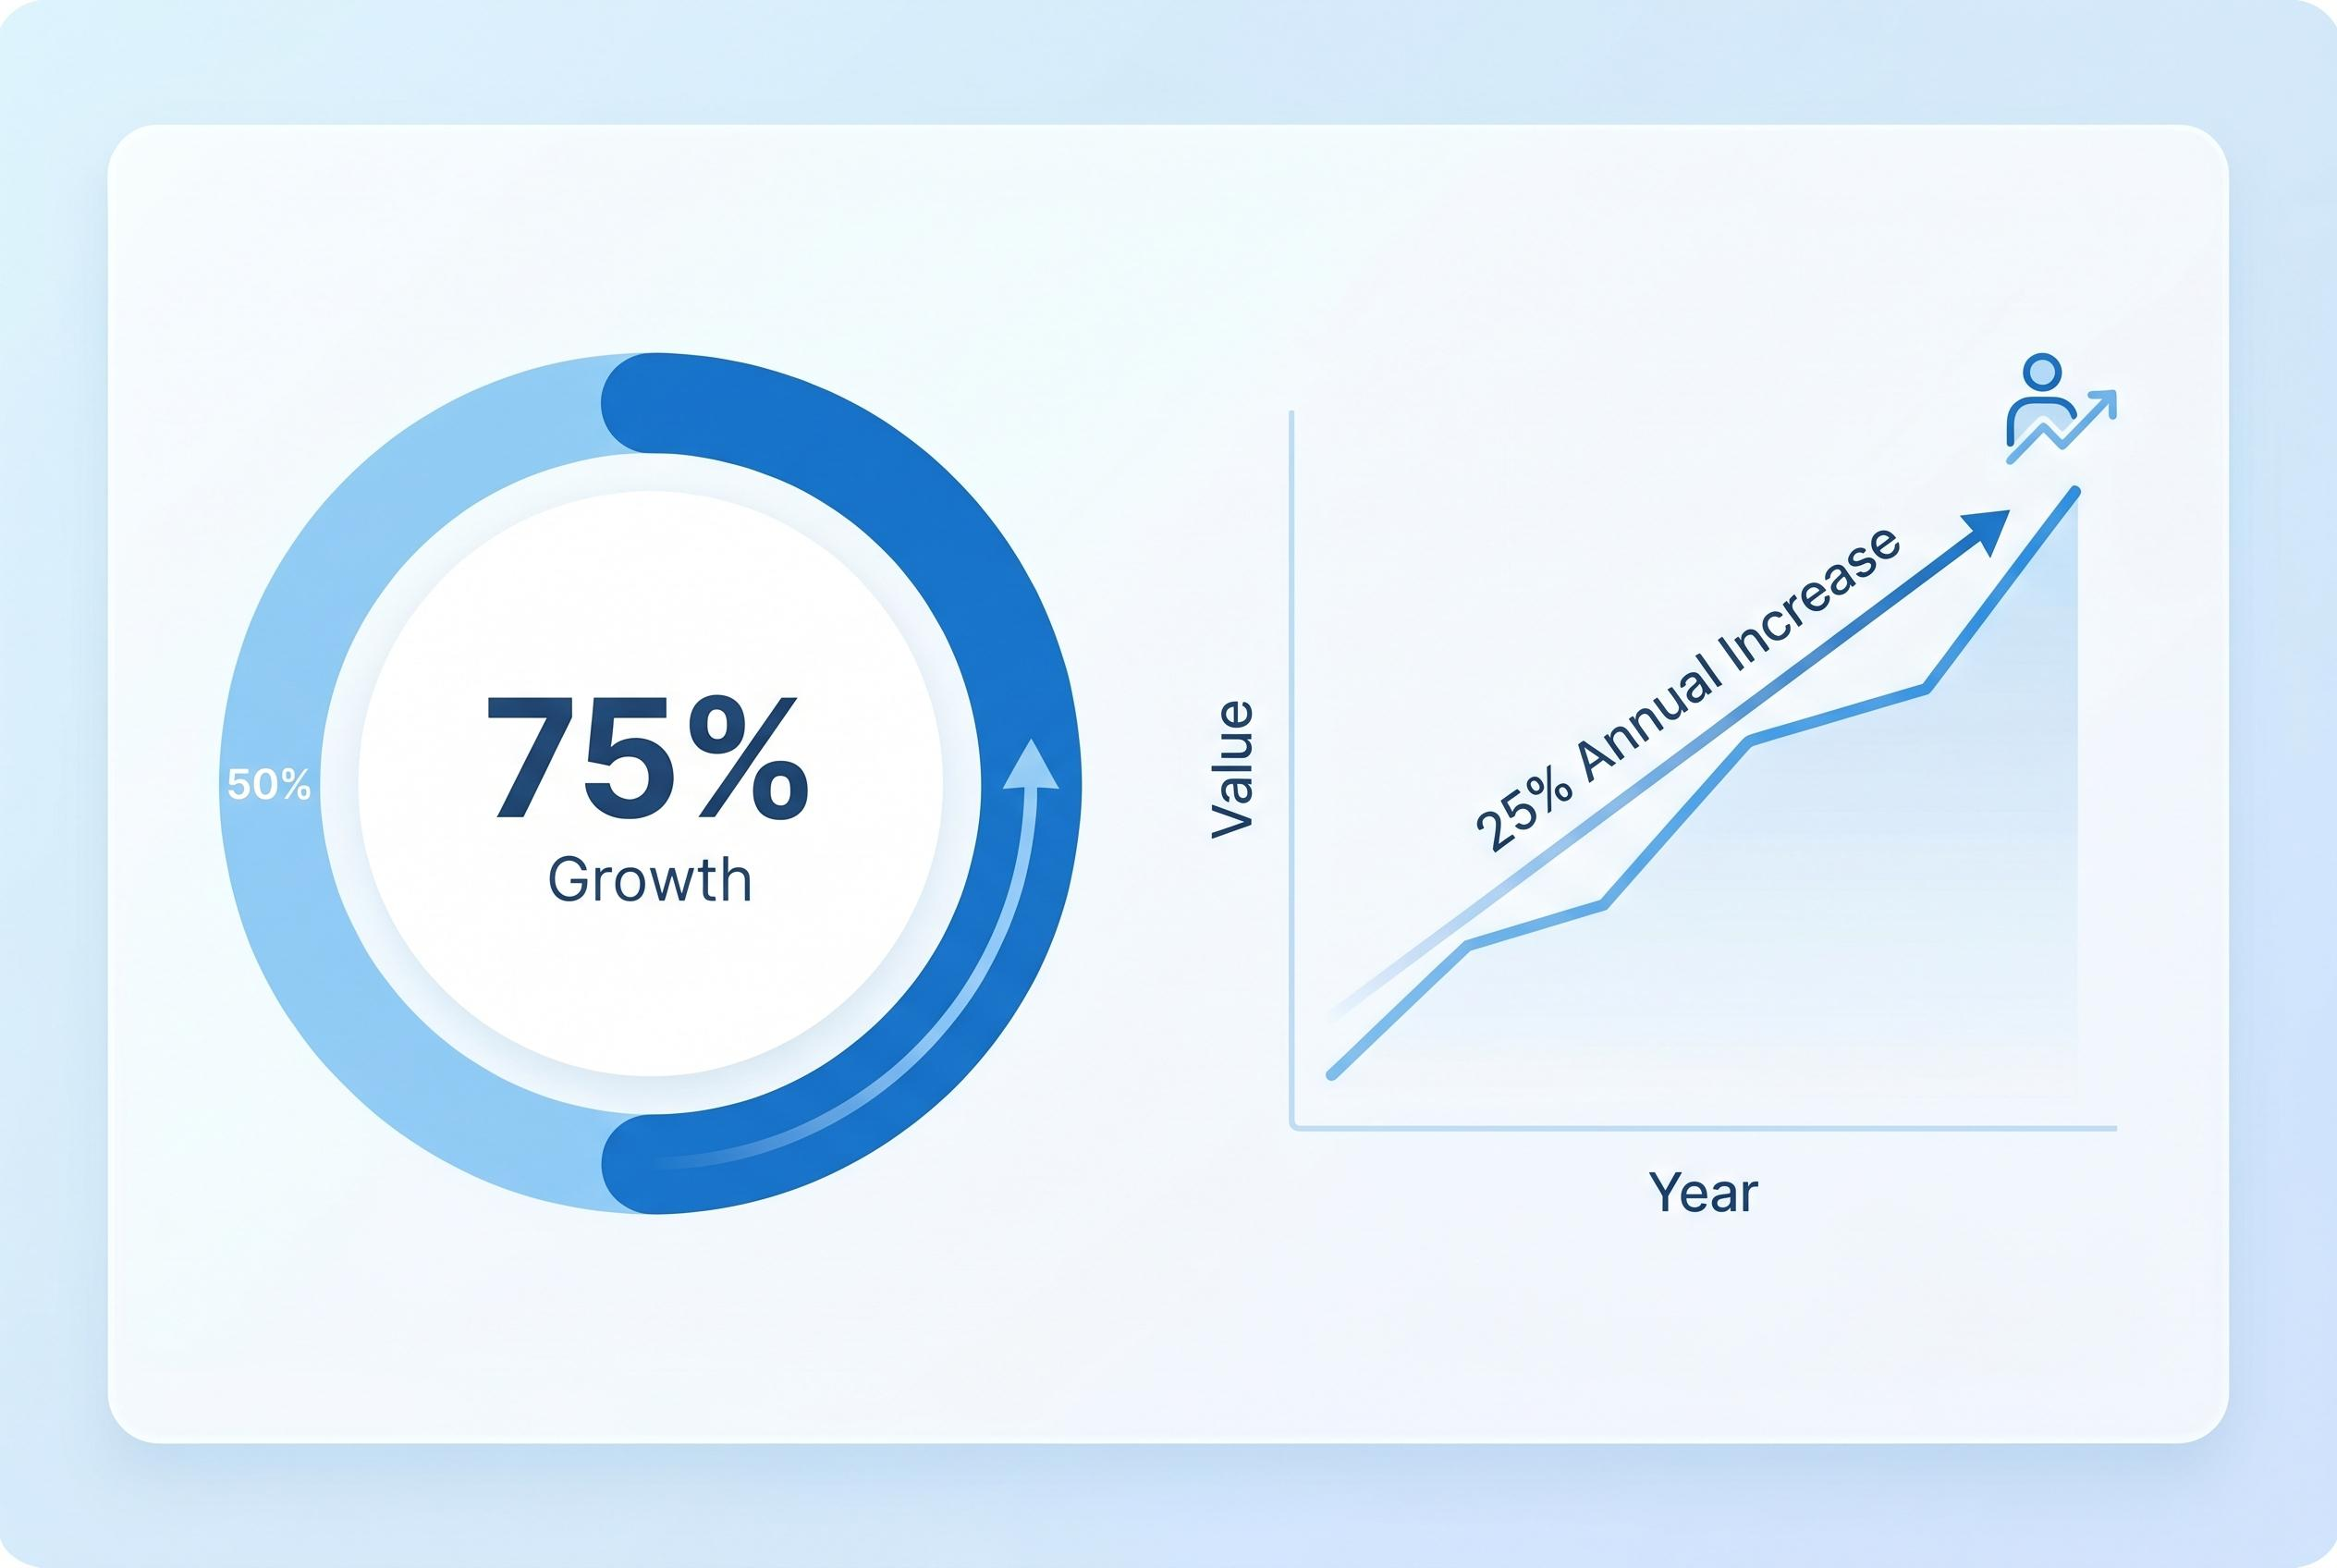 50%
75%
Growth
Value
25% Annual Increase
Year